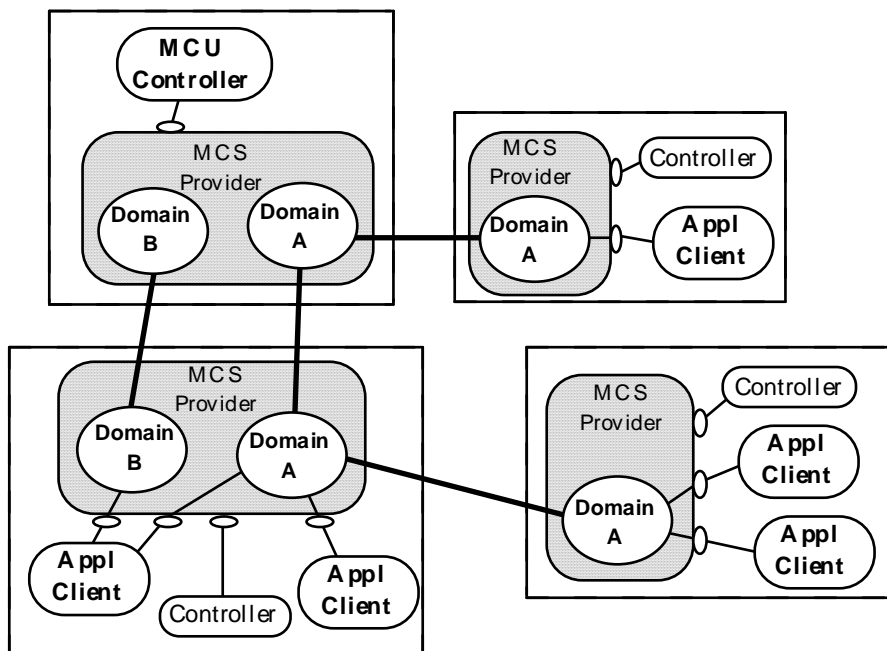 MCU
Controller
MCS
Provider
Domain
B
Domain
A
MCS
Provider
Domain
A
Controller
Appl
Client
MCS
Provider
Domain
B
Domain
A
Appl
Client
Controller
Appl
Client
MCS
Provider
Domain
A
Controller
Appl
Client
Appl
Client